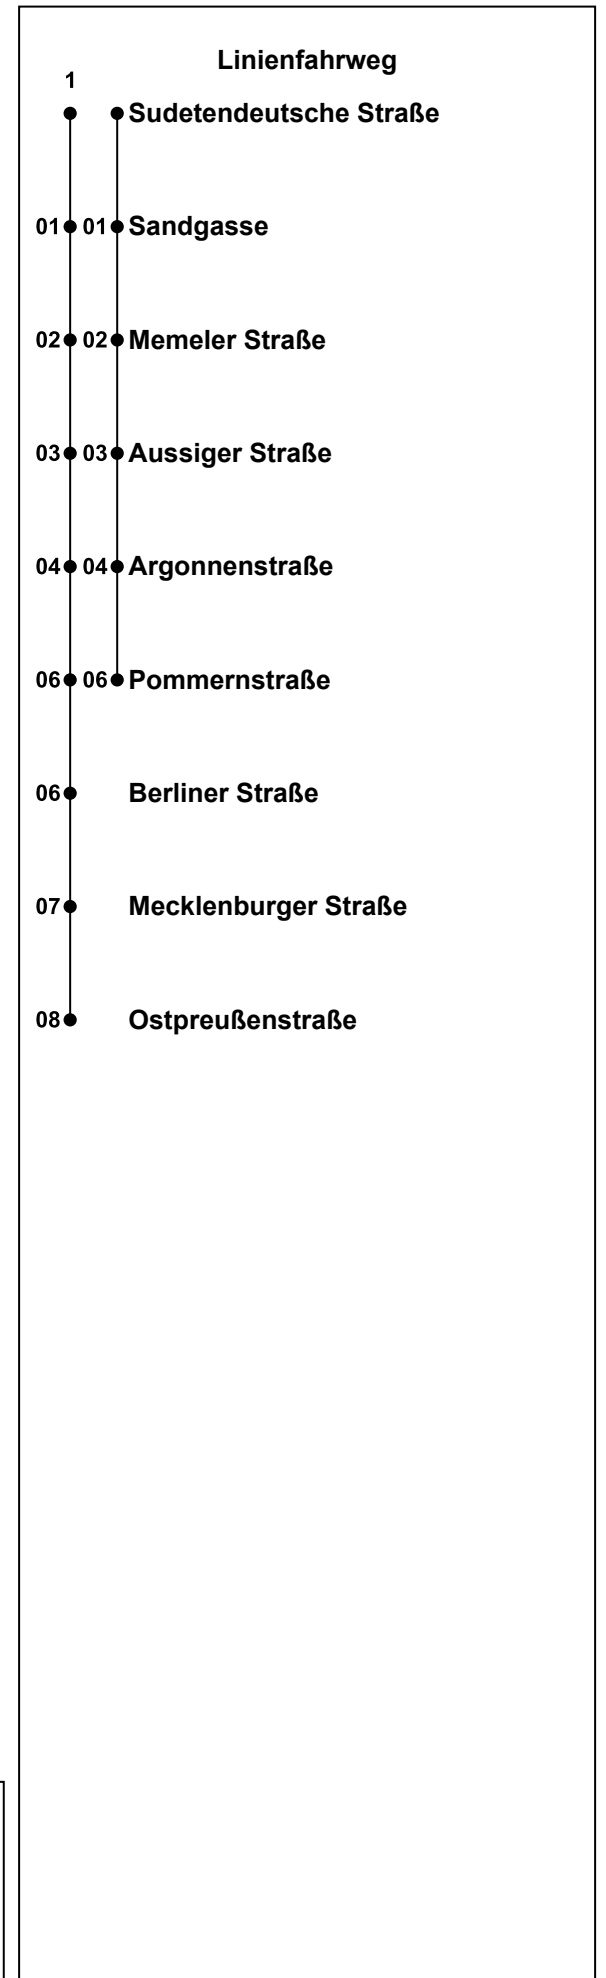 Linienfahrweg
1
Sudetendeutsche Straße
01 01 Sandgasse
02 02 Memeler Straße
03 03 Aussiger Straße
04 04 Argonnenstraße
06 06 Pommernstraße
06 Berliner Straße
07 Mecklenburger Straße
08 Ostpreußenstraße